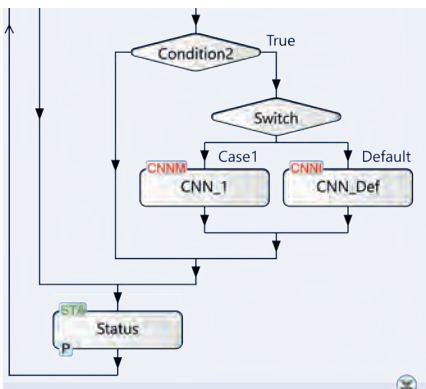 Condition2
True
Switch
Case1
Default
CNNM
CNN_1
CNNI
CNN_Def
STA
Status
P